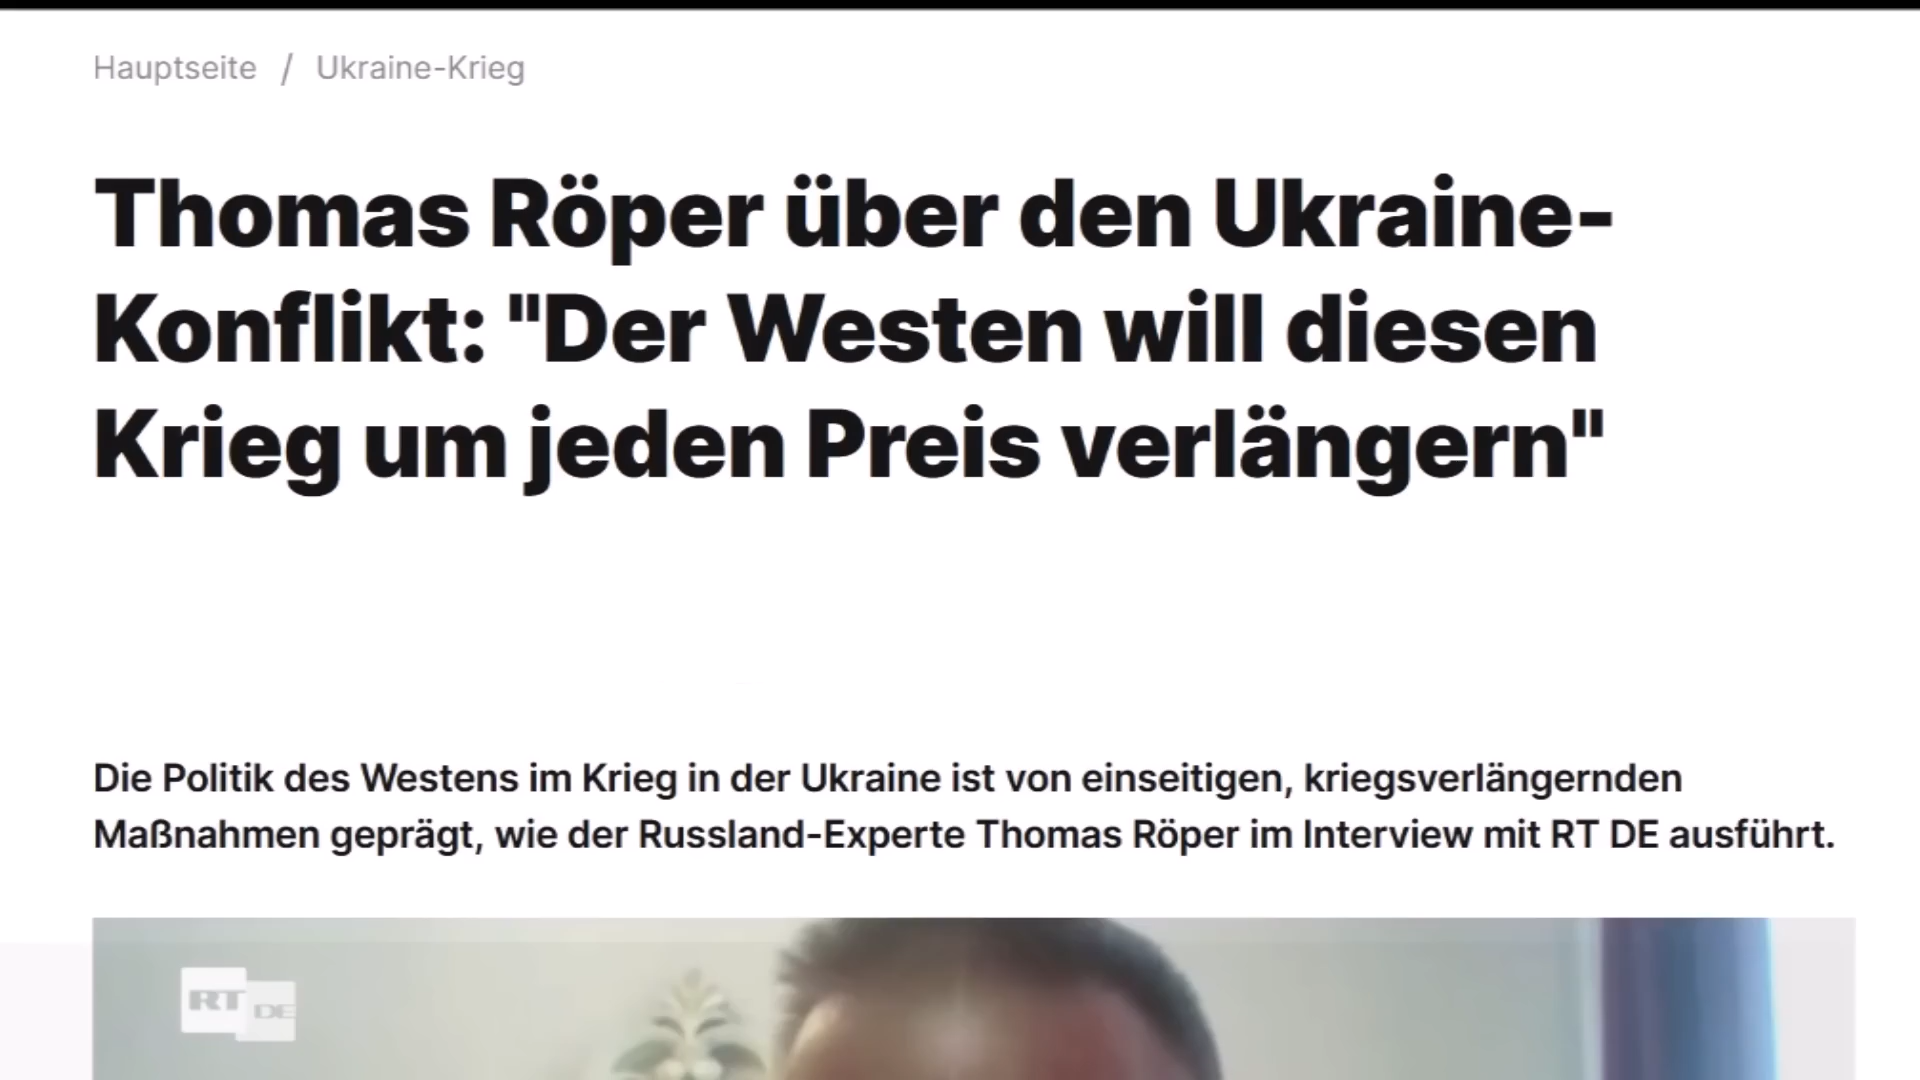 Hauptseite / Ukraine-Krieg
Thomas Röper über den Ukraine-
Konflikt: "Der Westen will diesen
Krieg um jeden Preis verlängern"
Die Politik des Westens im Krieg in der Ukraine ist von einseitigen, kriegsverlängernden
Maßnahmen geprägt, wie der Russland-Experte Thomas Röper im Interview mit RT DE ausführt.
RT DE